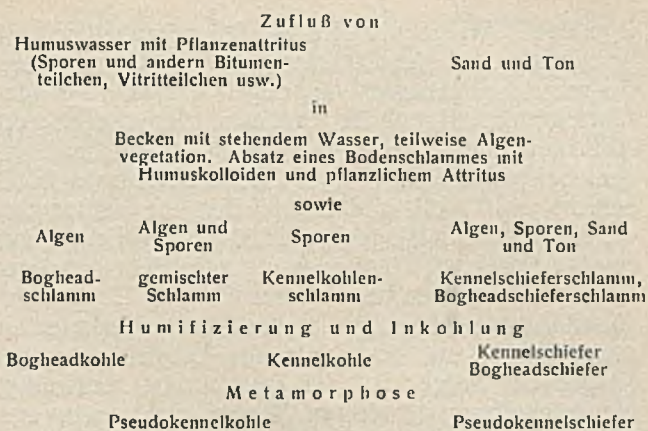 Zufluß von
Humuswasser mit Pflanzenattritus
(Sporen und andern Bitumen-
teilchen, Vitritteilchen usw.) Sand und Ton
in
Becken mit stehendem Wasser, teilweise Algen-
vegetation. Absatz eines Bodenschlammes mit
Humuskolloiden und pflanzlichem Attritus
sowie
Algen Algen und Sporen Algen, Sporen, Sand
Sporen und Ton
Boghead- gemischter Kennelkohlen- Kennelschieferschlamm,
schlamm Schlamm schlamm Bogheadschieferschlamm
Humifizierung und Inkohlung
Bogheadkohle Kennelkohle Kennelschiefer
Bogheadschiefer
Metamorphose
Pseudokennelkohle Pseudokennelschiefer